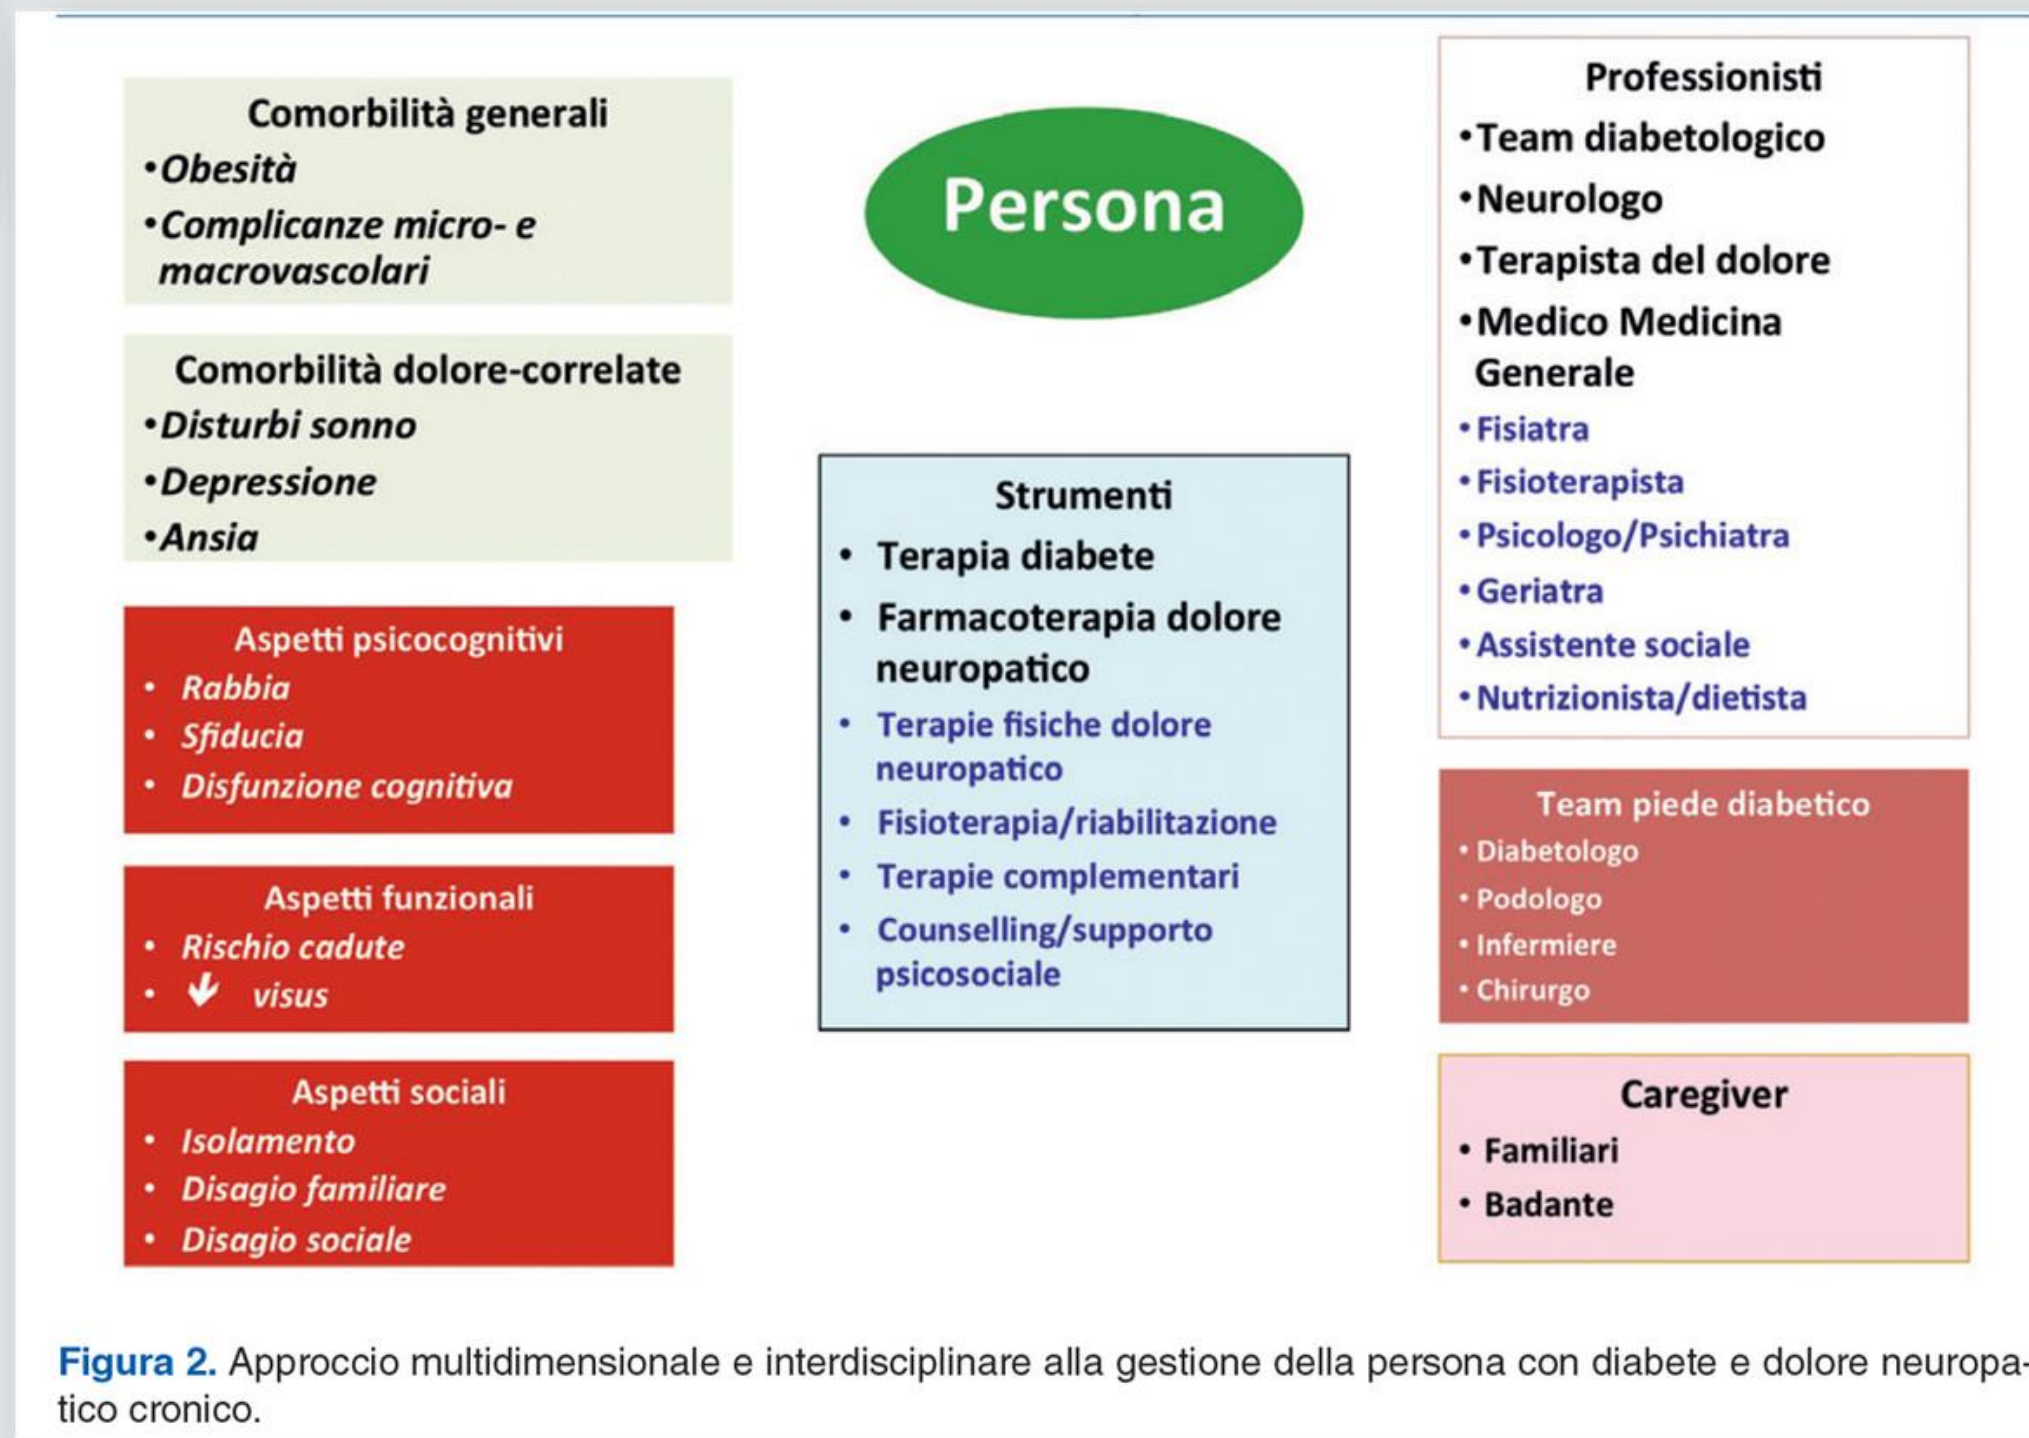 Comorbilità generali
•Obesità
•Complicanze micro- e
macrovascolari
Comorbilità dolore-correlate
•Disturbi sonno
•Depressione
•Ansia
Aspetti psicocognitivi
• Rabbia
• Sfiducia
• Disfunzione cognitiva
Aspetti funzionali
• Rischio cadute
• ↓ visus
Aspetti sociali
• Isolamento
• Disagio familiare
• Disagio sociale
Persona
Strumenti
• Terapia diabete
• Farmacoterapia dolore
neuropatico
• Terapie fisiche dolore
neuropatico
• Fisioterapia/riabilitazione
• Terapie complementari
• Counselling/supporto
psicosociale
Professionisti
•Team diabetologico
•Neurologo
•Terapista del dolore
•Medico Medicina
Generale
•Fisiatra
•Fisioterapista
•Psicologo/Psichiatra
•Geriatra
•Assistente sociale
•Nutrizionista/dietista
Team piede diabetico
• Diabetologo
• Podologo
• Infermiere
• Chirurgo
Caregiver
• Familiari
• Badante
Figura 2. Approccio multidimensionale e interdisciplinare alla gestione della persona con diabete e dolore neuropa-
tico cronico.